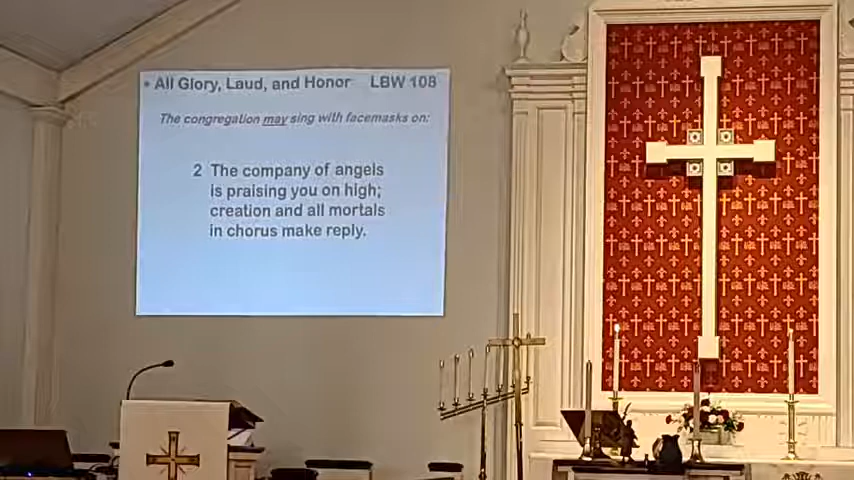 • All Glory, Laud, and Honor LBW 108
The congregation may sing with facemasks on:
2 The company of angels
is praising you on high;
creation and all mortals
in chorus make reply.